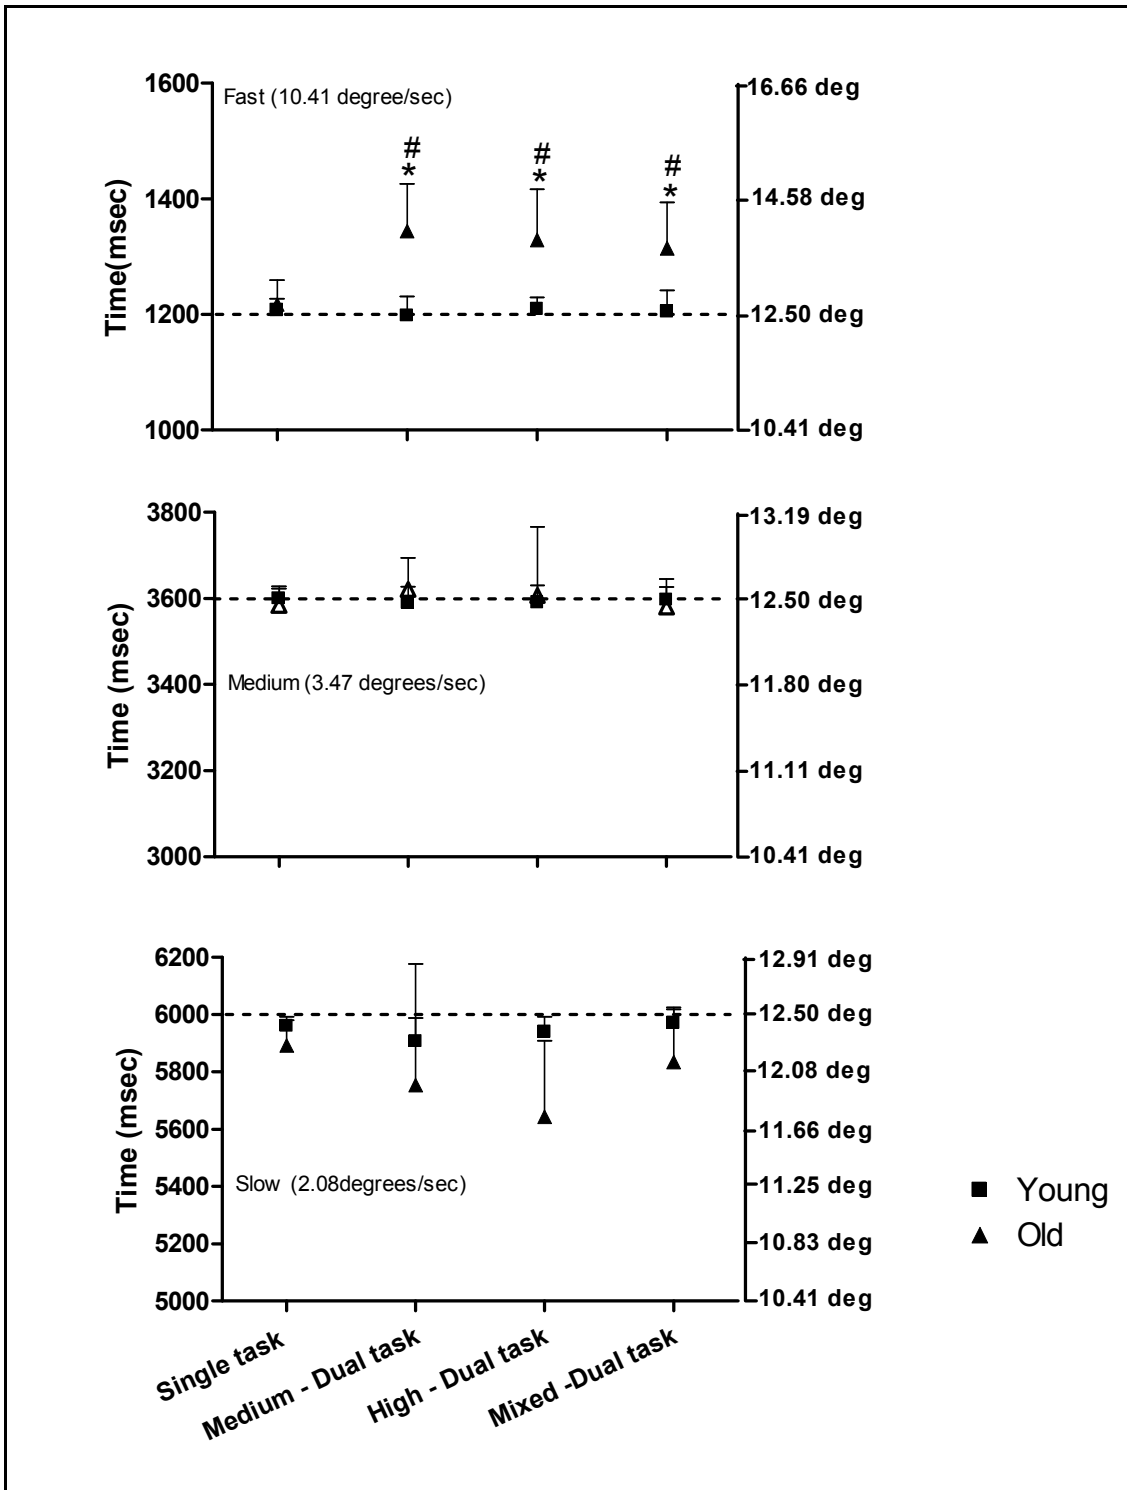 1600
Fast (10.41 degree/sec)
16.66 deg
# # #
* * *
1400
14.58 deg
Time(msec)
1200
12.50 deg
1000
10.41 deg
3800
13.19 deg
3600
12.50 deg
Time (msec)
Medium (3.47 degrees/sec)
3400
11.80 deg
3200
11.11 deg
3000
10.41 deg
6200
12.91 deg
6000
12.50 deg
5800
12.08 deg
Time (msec)
5600
11.66 deg
Slow (2.08degrees/sec)
5400
11.25 deg
5200
10.83 deg
5000
10.41 deg
Young
Old
Single task
Medium - Dual task
High - Dual task
Mixed -Dual task